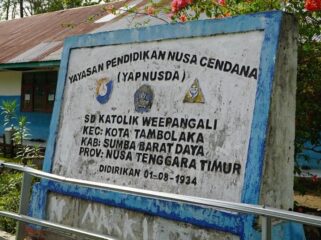 YAYASAN PENDIDIKAN NUSA CENDANA
(YAPNUSDA)
SD KATOLIK WEEPANGALI
KEC: KOTA TAMBOLAKA
KAB: SUMBA BARAT DAYA
PROV: NUSA TENGGARA TIMUR
DIDIRIKAN 01-08-1934